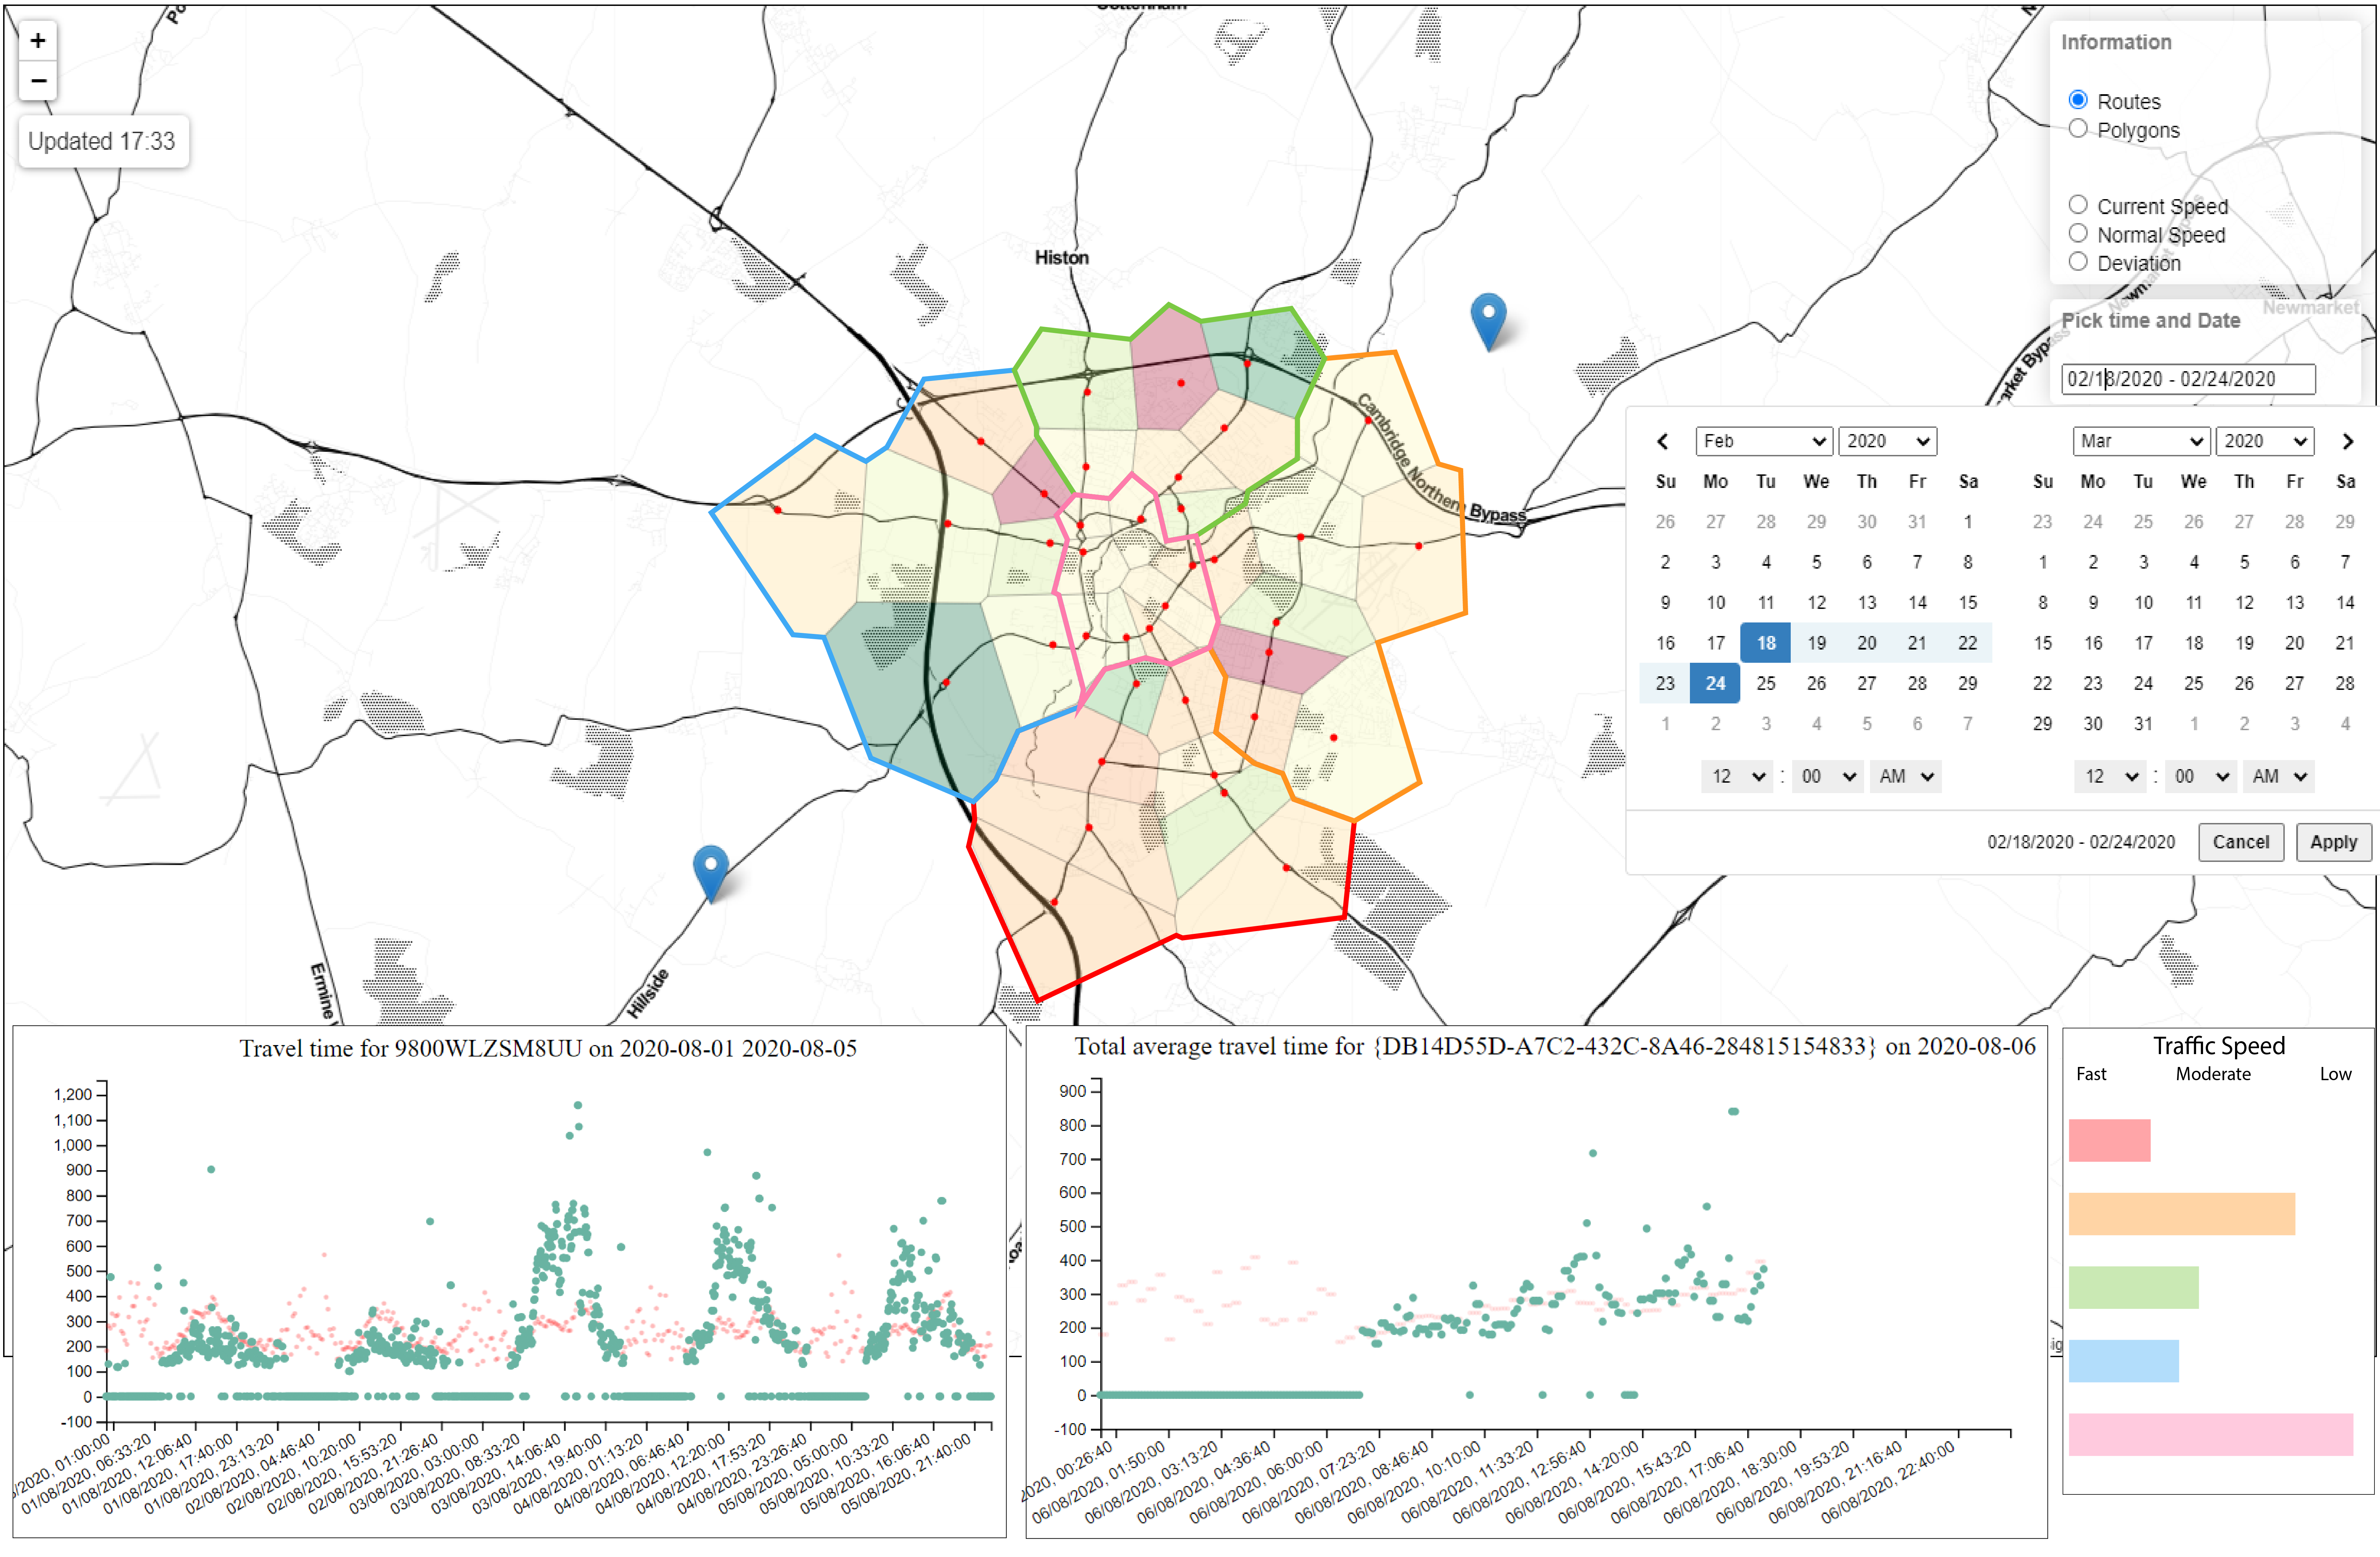 +
−
Updated 17:33
Cottenham
Histon
Cambridge Northern Bypass
Hillside
Ermine
Newmarket
Information
Routes
Polygons
Current Speed
Normal Speed
Deviation
Pick time and Date
02/18/2020 - 02/24/2020
Feb 2020 Mar 2020
Su Mo Tu We Th Fr Sa Su Mo Tu We Th Fr Sa
26 27 28 29 30 31 1 23 24 25 26 27 28 29
2 3 4 5 6 7 8 1 2 3 4 5 6 7
9 10 11 12 13 14 15 8 9 10 11 12 13 14
16 17 18 19 20 21 22 15 16 17 18 19 20 21
23 24 25 26 27 28 29 22 23 24 25 26 27 28
1 2 3 4 5 6 7 29 30 31 1 2 3 4
12 : 00 AM 12 : 00 AM
02/18/2020 - 02/24/2020 Cancel Apply
Travel time for 9800WLZSM8UU on 2020-08-01 2020-08-05
1,200
1,100
1,000
900
800
700
600
500
400
300
200
100
0
-100
/2020, 01:00:00
01/08/2020, 06:33:20
01/08/2020, 12:06:40
01/08/2020, 17:40:00
01/08/2020, 23:13:20
02/08/2020, 04:46:40
02/08/2020, 10:20:00
02/08/2020, 15:53:20
02/08/2020, 21:26:40
03/08/2020, 03:00:00
03/08/2020, 08:33:20
03/08/2020, 14:06:40
03/08/2020, 19:40:00
04/08/2020, 01:13:20
04/08/2020, 06:46:40
04/08/2020, 12:20:00
04/08/2020, 17:53:20
04/08/2020, 23:26:40
05/08/2020, 05:00:00
05/08/2020, 10:33:20
05/08/2020, 16:06:40
05/08/2020, 21:40:00
Total average travel time for {DB14D55D-A7C2-432C-8A46-284815154833} on 2020-08-06
900
800
700
600
500
400
300
200
100
0
-100
2020, 00:26:40
06/08/2020, 01:50:00
06/08/2020, 03:13:20
06/08/2020, 04:36:40
06/08/2020, 06:00:00
06/08/2020, 07:23:20
06/08/2020, 08:46:40
06/08/2020, 10:10:00
06/08/2020, 11:33:20
06/08/2020, 12:56:40
06/08/2020, 14:20:00
06/08/2020, 15:43:20
06/08/2020, 17:06:40
06/08/2020, 18:30:00
06/08/2020, 19:53:20
06/08/2020, 21:16:40
06/08/2020, 22:40:00
Traffic Speed
Fast Moderate Low